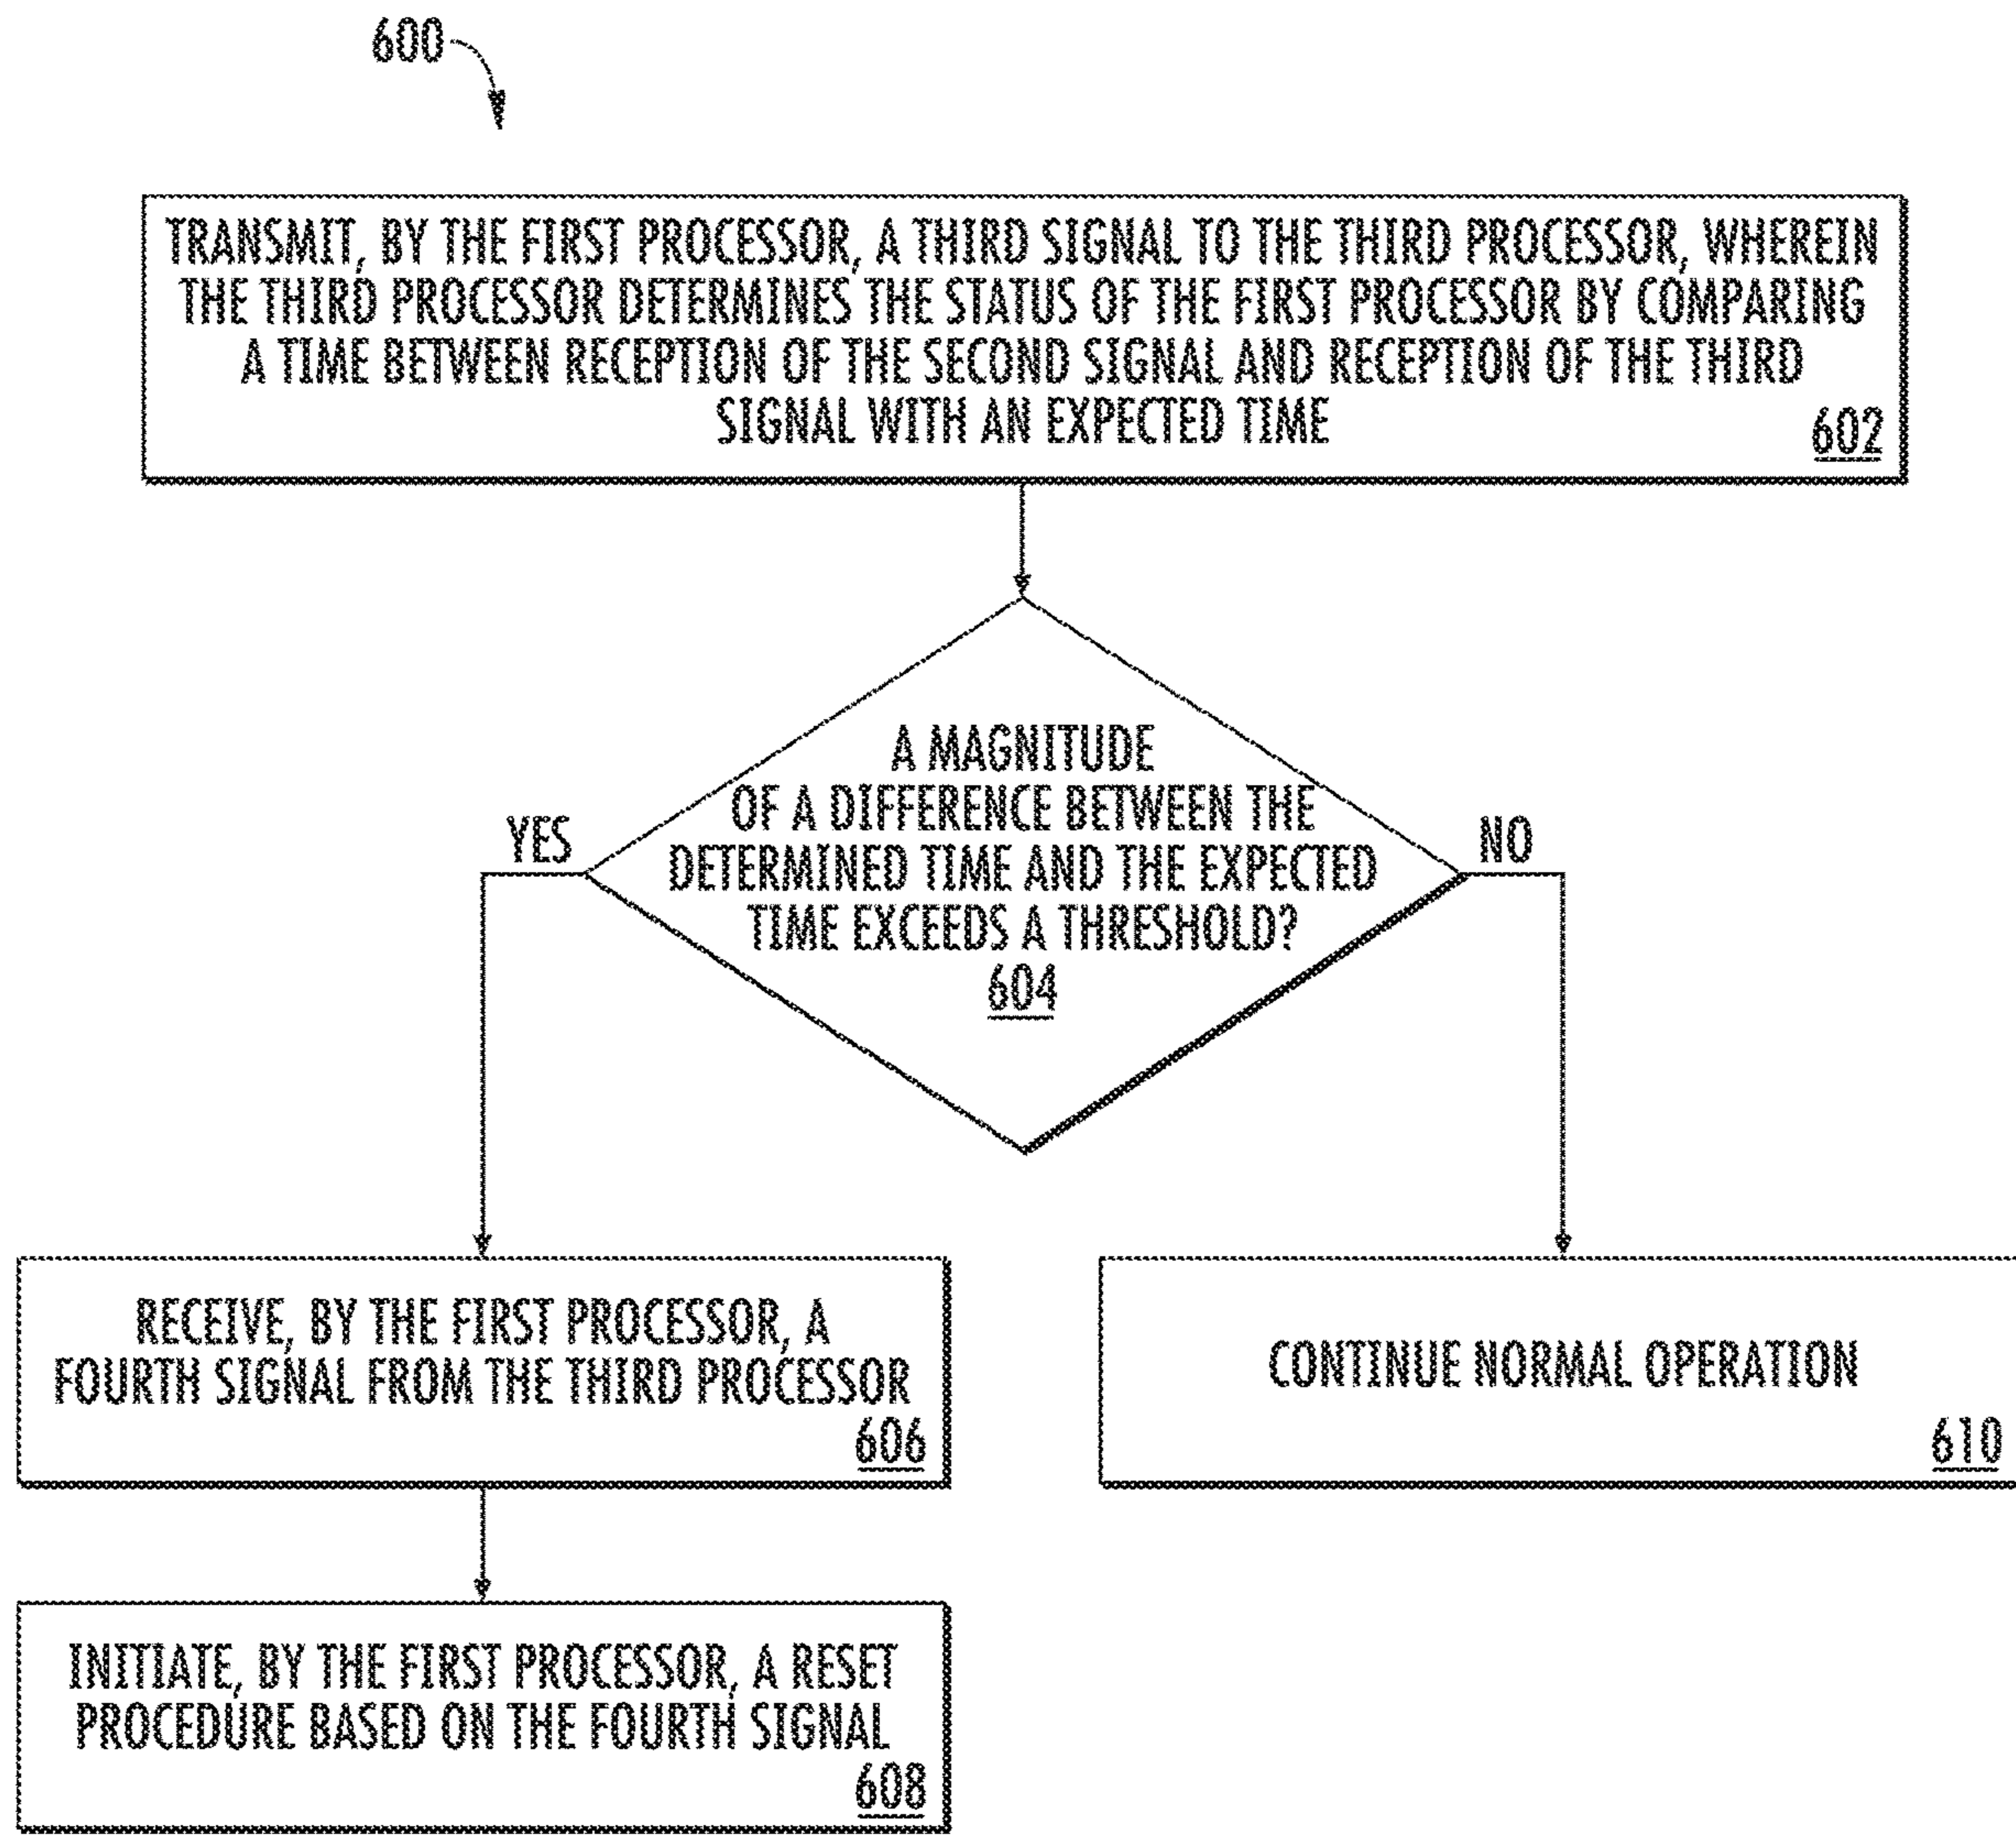 600
TRANSMIT, BY THE FIRST PROCESSOR, A THIRD SIGNAL TO THE THIRD PROCESSOR, WHEREIN
THE THIRD PROCESSOR DETERMINES THE STATUS OF THE FIRST PROCESSOR BY COMPARING
A TIME BETWEEN RECEPTION OF THE SECOND SIGNAL AND RECEPTION OF THE THIRD
SIGNAL WITH AN EXPECTED TIME
602
A MAGNITUDE
OF A DIFFERENCE BETWEEN THE
DETERMINED TIME AND THE EXPECTED
TIME EXCEEDS A THRESHOLD?
604
YES
NO
RECEIVE, BY THE FIRST PROCESSOR, A
FOURTH SIGNAL FROM THE THIRD PROCESSOR
606
CONTINUE NORMAL OPERATION
610
INITIATE, BY THE FIRST PROCESSOR, A RESET
PROCEDURE BASED ON THE FOURTH SIGNAL
608